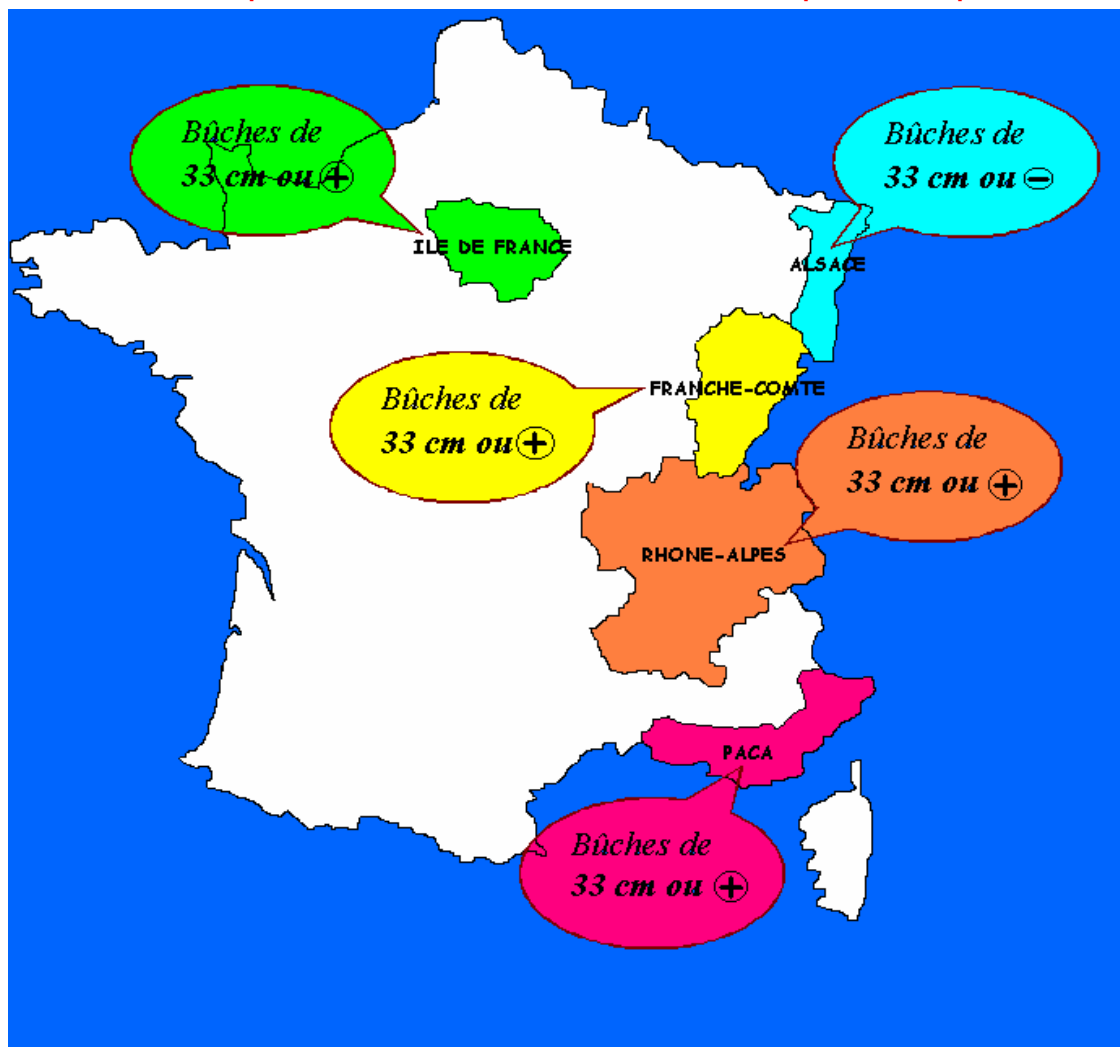 Bûches de
33 cm ou +
Bûches de
33 cm ou −
ILE DE FRANCE
ALSACE
Bûches de
33 cm ou +
FRANCHE-COMTE
Bûches de
33 cm ou +
RHONE-ALPES
PACA
Bûches de
33 cm ou +